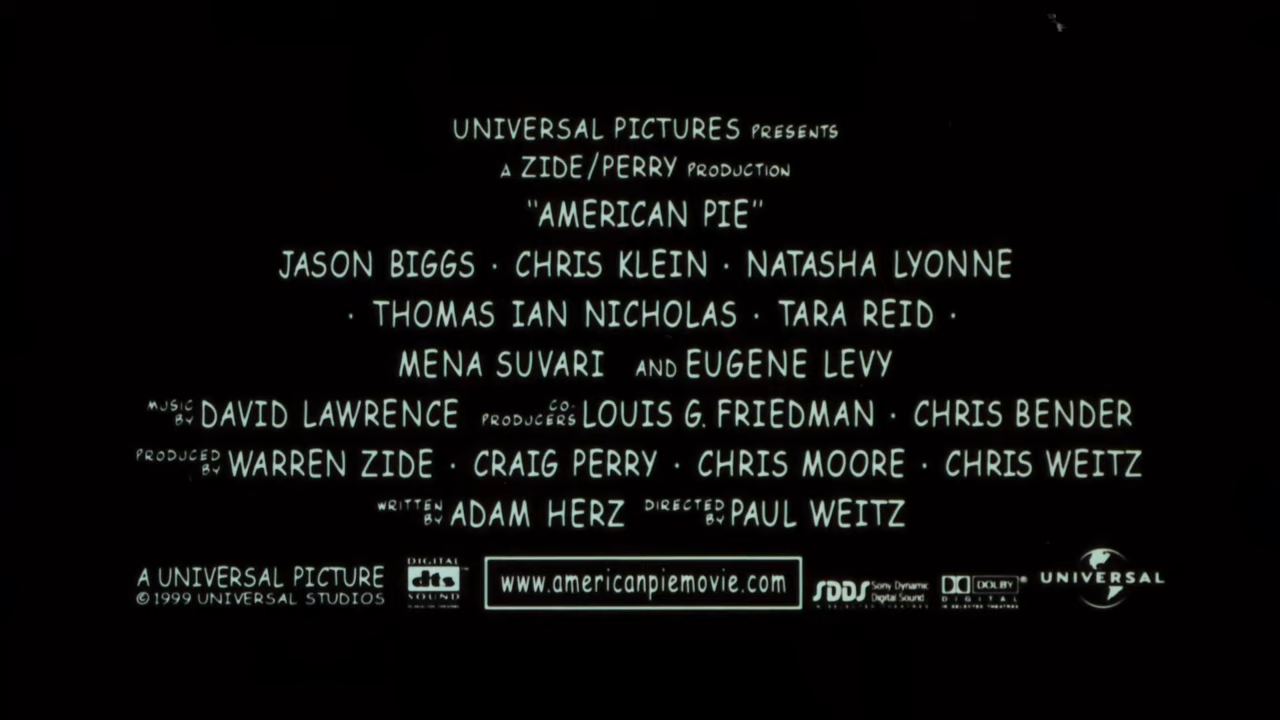 UNIVERSAL PICTURES PRESENTS
A ZIDE/PERRY PRODUCTION
"AMERICAN PIE"
JASON BIGGS · CHRIS KLEIN · NATASHA LYONNE
· THOMAS IAN NICHOLAS · TARA REID ·
MENA SUVARI AND EUGENE LEVY
MUSIC BY DAVID LAWRENCE CO-PRODUCERS LOUIS G. FRIEDMAN · CHRIS BENDER
PRODUCED BY WARREN ZIDE · CRAIG PERRY · CHRIS MOORE · CHRIS WEITZ
WRITTEN BY ADAM HERZ DIRECTED BY PAUL WEITZ
A UNIVERSAL PICTURE
©1999 UNIVERSAL STUDIOS
DIGITAL
dts
SOUND
www.americanpiemovie.com
SDDS Sony Dynamic Digital Sound
DOLBY
DIGITAL
IN SELECTED THEATRES
UNIVERSAL